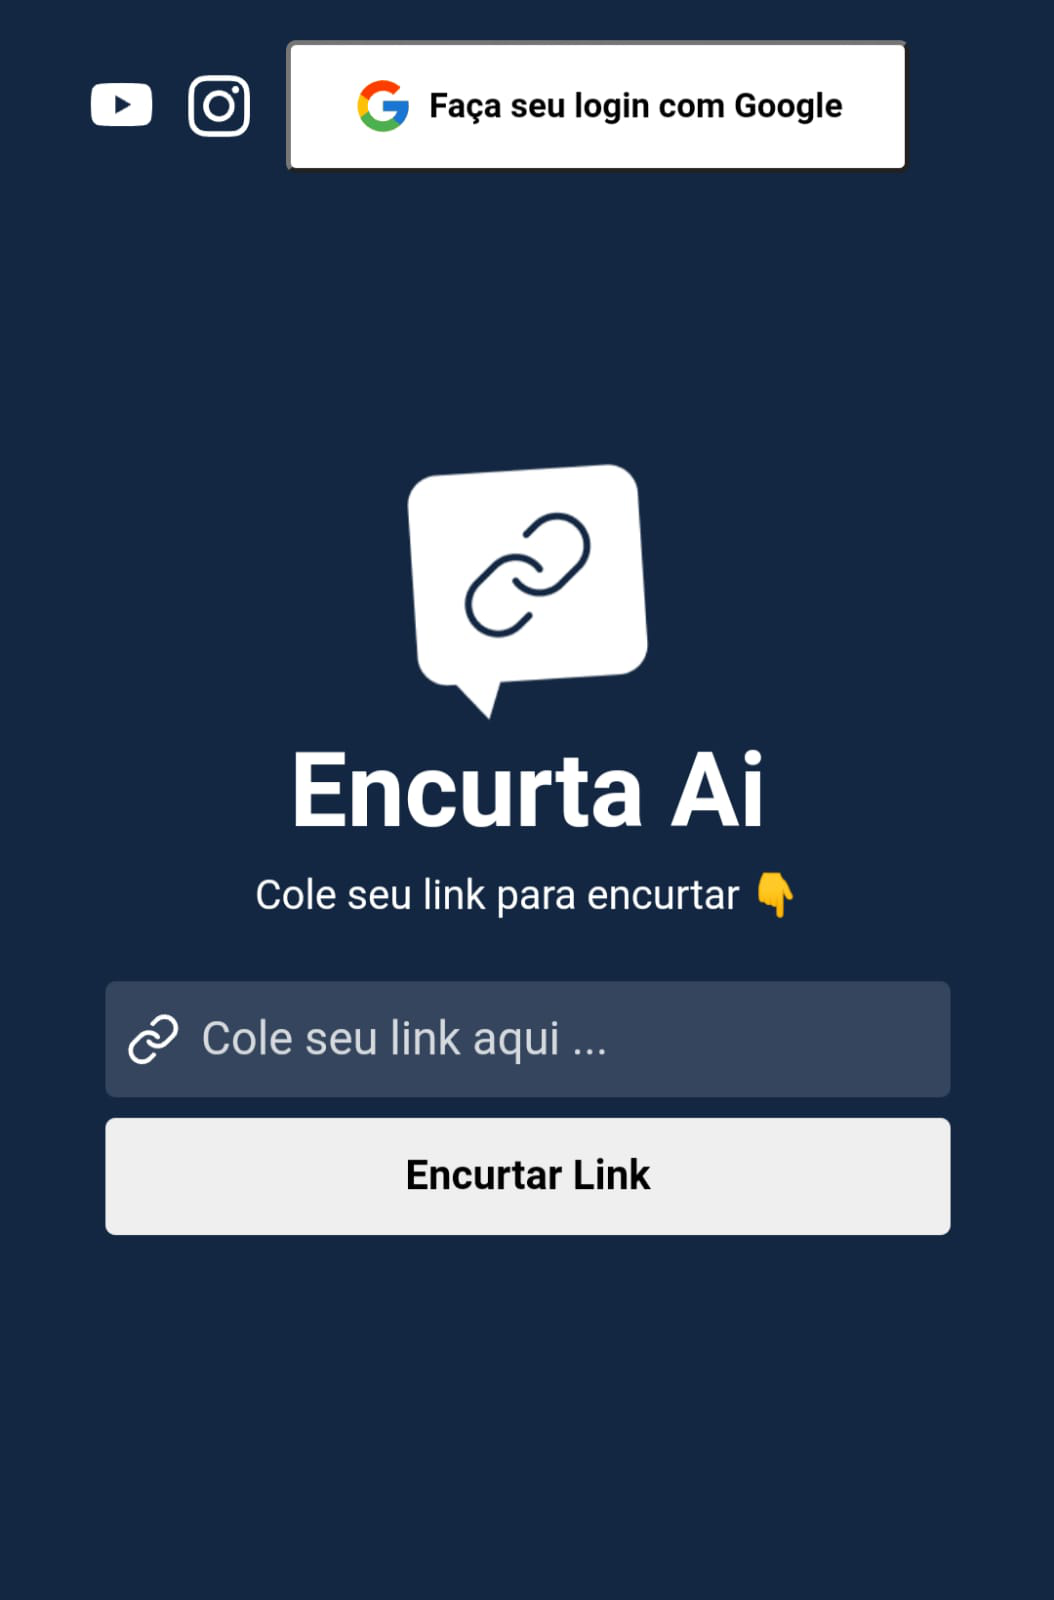 Faça seu login com Google
Encurta Ai
Cole seu link para encurtar 👇
Cole seu link aqui ...
Encurtar Link